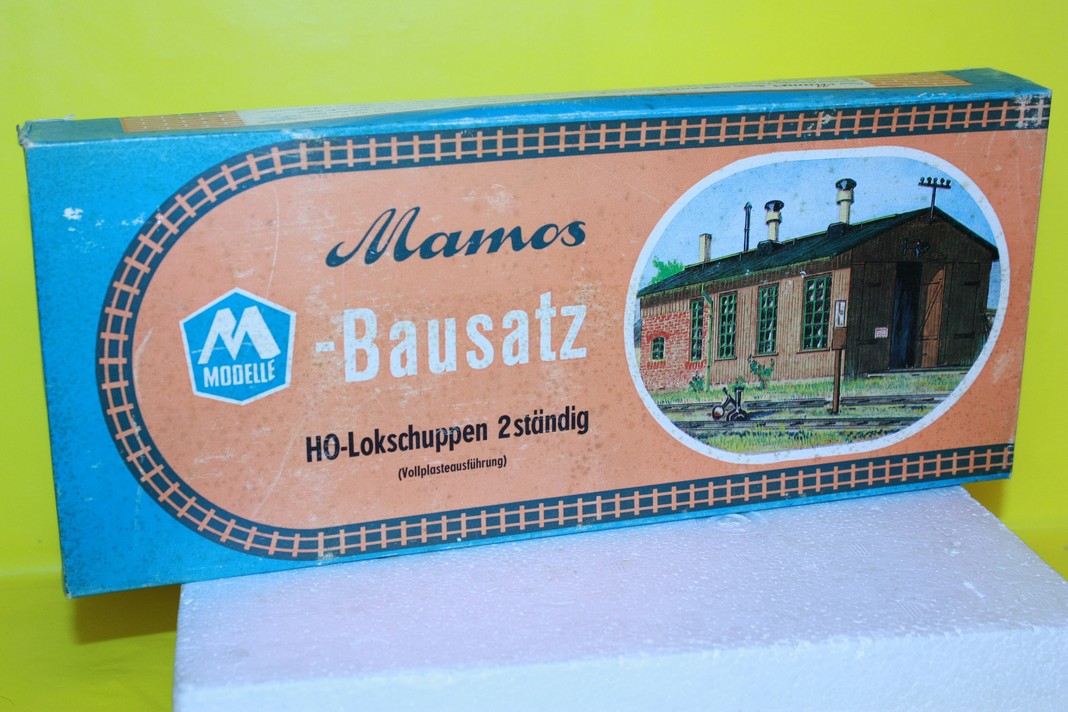 Mamos
M
MODELLE
-Bausatz
HO-Lokschuppen 2ständig
(Vollplasteausführung)